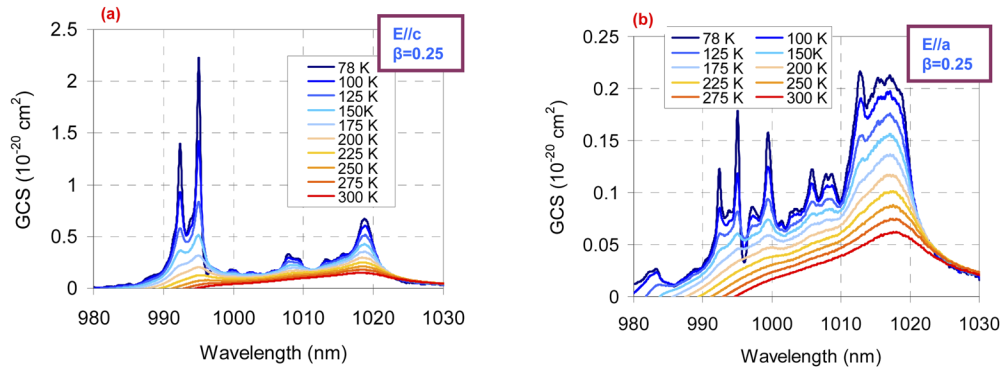 (a)
E//c
β=0.25
GCS (10⁻²⁰ cm²)
2.5
2
1.5
1
0.5
0
78 K
100 K
125 K
150K
175 K
200 K
225 K
250 K
275 K
300 K
980 990 1000 1010 1020 1030
Wavelength (nm)
(b)
E//a
β=0.25
GCS (10⁻²⁰ cm²)
0.25
0.2
0.15
0.1
0.05
0
78 K 100 K
125 K 150K
175 K 200 K
225 K 250 K
275 K 300 K
980 990 1000 1010 1020 1030
Wavelength (nm)